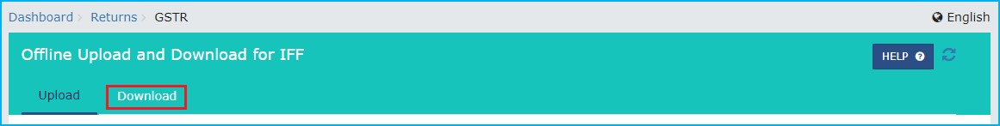 Dashboard › Returns › GSTR English
Offline Upload and Download for IFF HELP
Upload Download